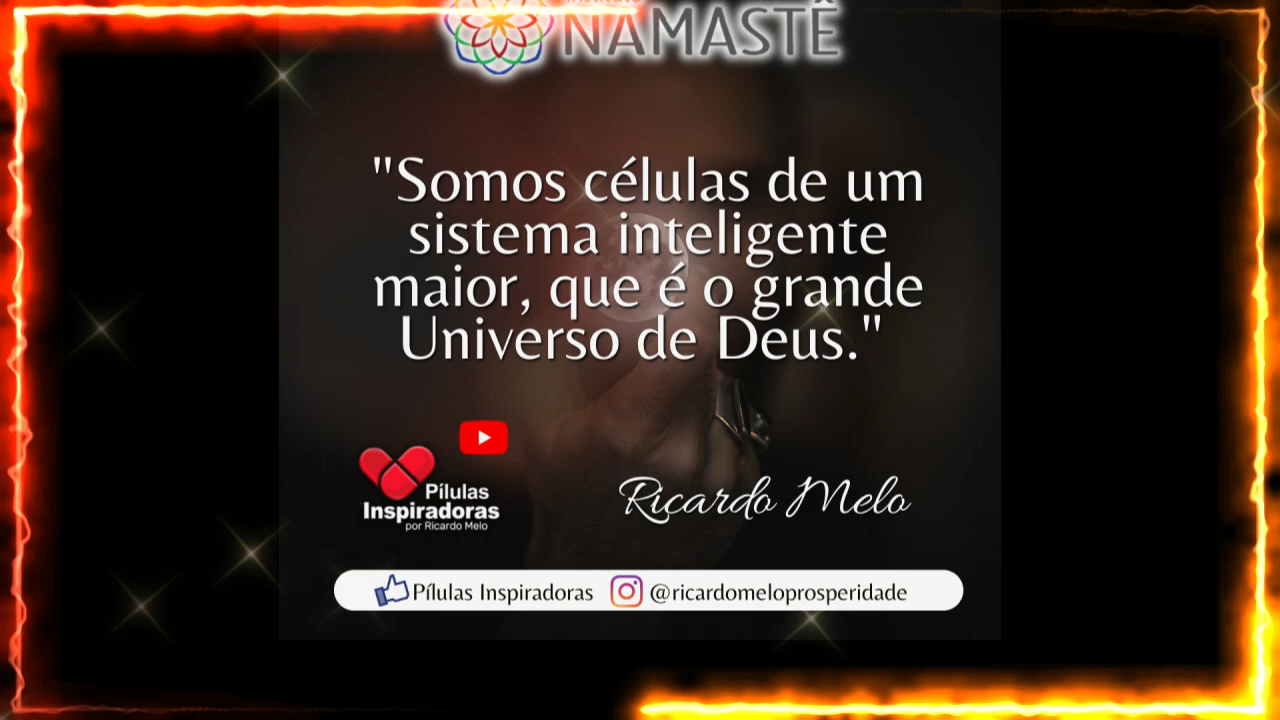 NAMASTÊ
"Somos células de um
sistema inteligente
maior, que é o grande
Universo de Deus."
Pílulas
Inspiradoras
por Ricardo Melo
Ricardo Melo
Pílulas Inspiradoras @ricardomeloprosperidade